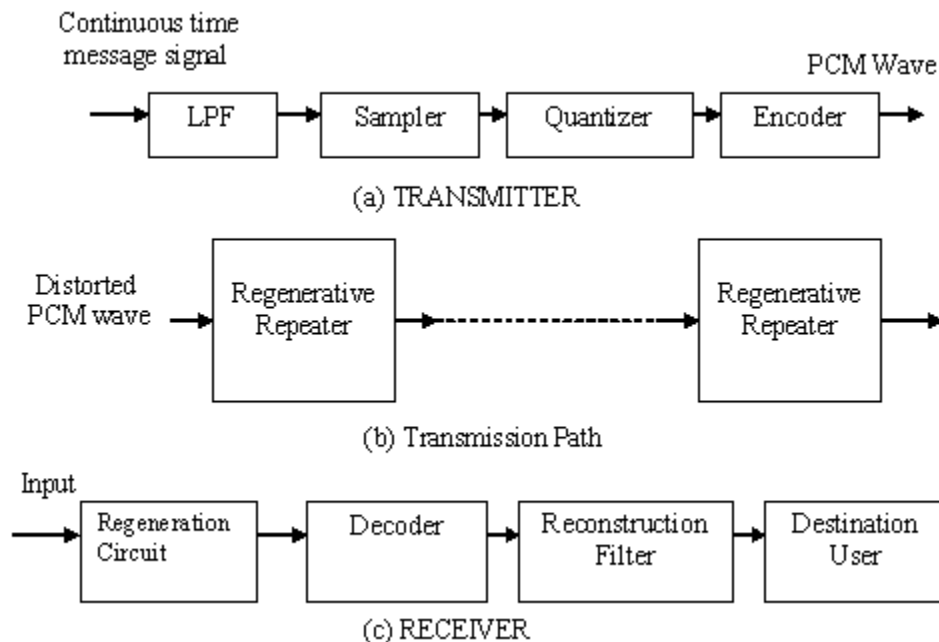 Continuous time
message signal
PCM Wave
LPF
Sampler
Quantizer
Encoder
(a) TRANSMITTER
Distorted
PCM wave
Regenerative
Repeater
Regenerative
Repeater
(b) Transmission Path
Input
Regeneration
Circuit
Decoder
Reconstruction
Filter
Destination
User
(c) RECEIVER